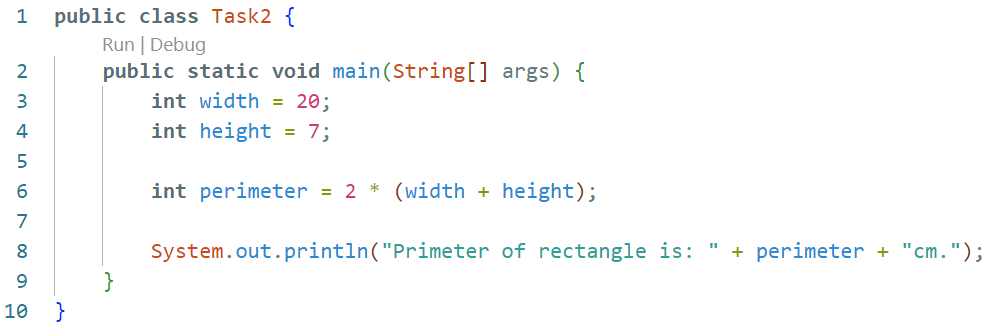 1 public class Task2 {
Run | Debug
2 public static void main(String[] args) {
3 int width = 20;
4 int height = 7;
5
6 int perimeter = 2 * (width + height);
7
8 System.out.println("Primeter of rectangle is: " + perimeter + "cm.");
9 }
10 }